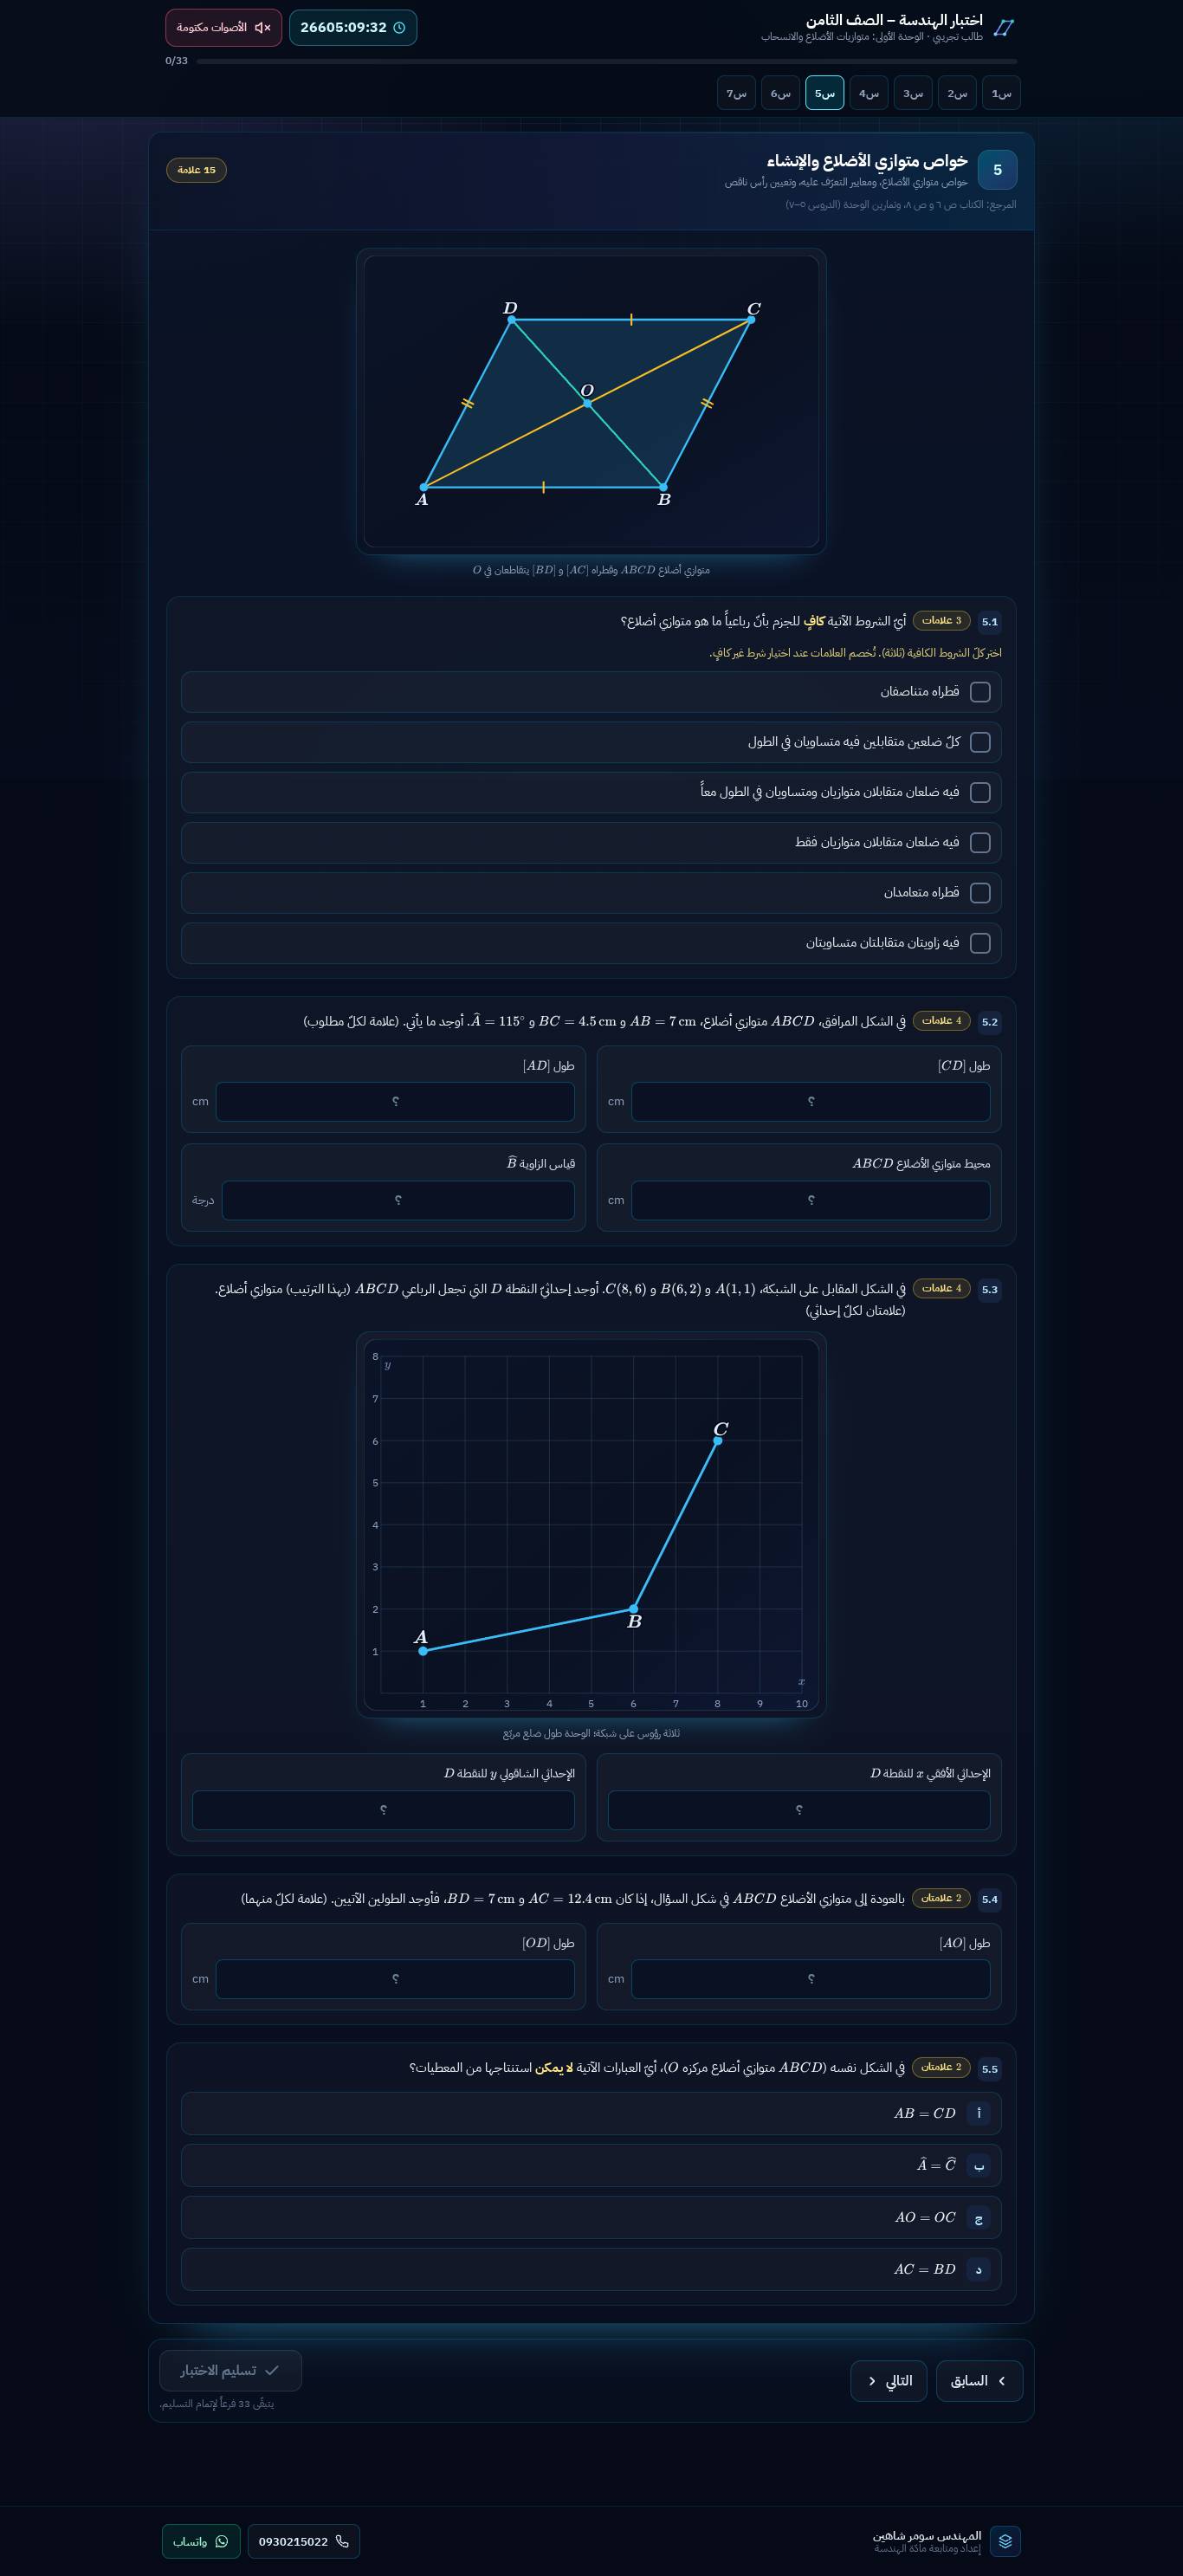 اختبار الهندسة – الصف الثامن
طالب تجريبي · الوحدة الأولى: متوازيات الأضلاع والانسحاب
26605:09:32
الأصوات مكتومة
0/33
س1
س2
س3
س4
س5
س6
س7
5
خواص متوازي الأضلاع والإنشاء
خواص متوازي الأضلاع، ومعايير التعرّف عليه، وتعيين رأس ناقص
15 علامة
المرجع: الكتاب ص ٦ و ص ٨، وتمارين الوحدة (الدروس ٥–٧)
D
C
O
A
B
متوازي أضلاع ABCD وقطراه [AC] و [BD] يتقاطعان في O
5.1
3 علامات
أيّ الشروط الآتية كافٍ للجزم بأنّ رباعياً ما هو متوازي أضلاع؟
اختر كلّ الشروط الكافية (ثلاثة). تُخصم العلامات عند اختيار شرط غير كافٍ.
قطراه متناصفان
كلّ ضلعين متقابلين فيه متساويان في الطول
فيه ضلعان متقابلان متوازيان ومتساويان في الطول معاً
فيه ضلعان متقابلان متوازيان فقط
قطراه متعامدان
فيه زاويتان متقابلتان متساويتان
5.2
4 علامات
في الشكل المرافق، ABCD متوازي أضلاع، AB = 7 cm و BC = 4.5 cm و Â = 115°. أوجد ما يأتي. (علامة لكلّ مطلوب)
طول [CD]
؟
cm
طول [AD]
؟
cm
محيط متوازي الأضلاع ABCD
؟
cm
قياس الزاوية B̂
؟
درجة
5.3
4 علامات
في الشكل المقابل على الشبكة، A(1, 1) و B(6, 2) و C(8, 6). أوجد إحداثيّ النقطة D التي تجعل الرباعي ABCD (بهذا الترتيب) متوازي أضلاع.
(علامتان لكلّ إحداثي)
8
y
7
6
5
4
3
2
1
C
B
A
x
1 2 3 4 5 6 7 8 9 10
ثلاثة رؤوس على شبكة؛ الوحدة طول ضلع مربّع
الإحداثي الأفقي x للنقطة D
؟
الإحداثي الشاقولي y للنقطة D
؟
5.4
2 علامتان
بالعودة إلى متوازي الأضلاع ABCD في شكل السؤال، إذا كان AC = 12.4 cm و BD = 7 cm، فأوجد الطولين الآتيين. (علامة لكلّ منهما)
طول [AO]
؟
cm
طول [OD]
؟
cm
5.5
2 علامتان
في الشكل نفسه (ABCD متوازي أضلاع مركزه O)، أيّ العبارات الآتية لا يمكن استنتاجها من المعطيات؟
أ
AB = CD
ب
Â = Ĉ
ج
AO = OC
د
AC = BD
السابق
التالي
تسليم الاختبار
يتبقّى 33 فرعاً لإتمام التسليم.
المهندس سومر شاهين
إعداد ومتابعة مادّة الهندسة
0930215022
واتساب